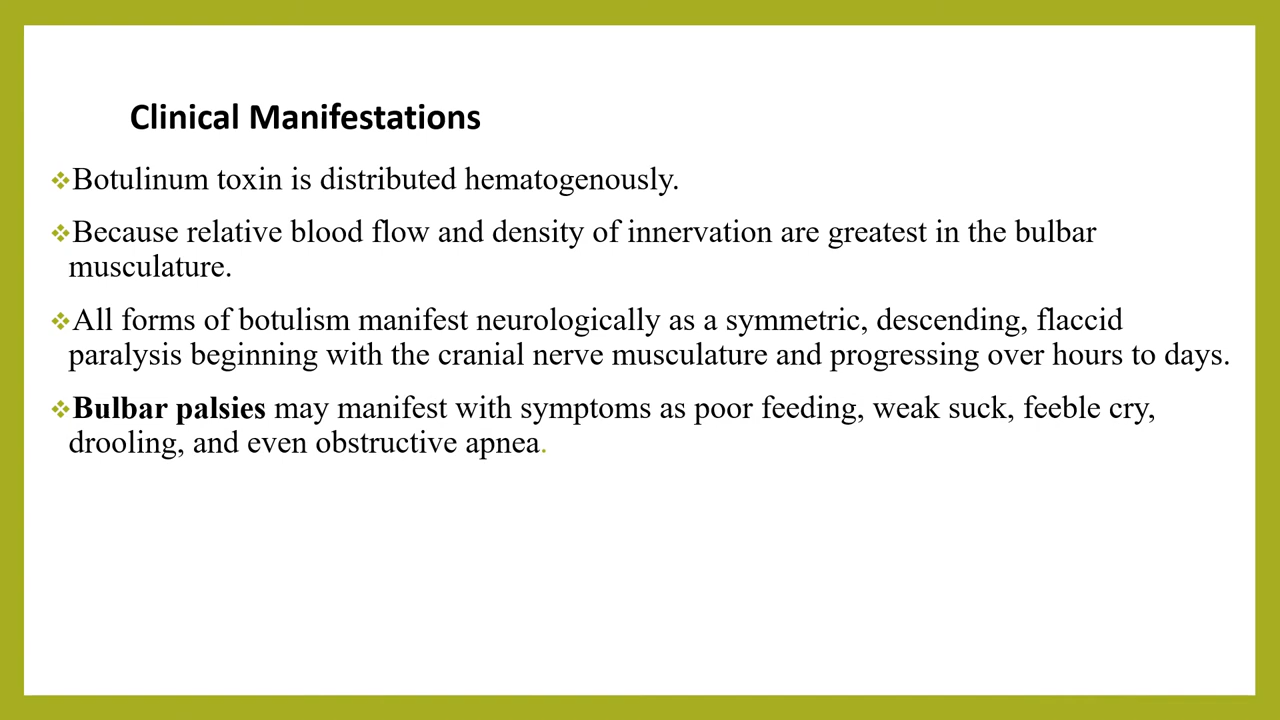 Clinical Manifestations
❖Botulinum toxin is distributed hematogenously.
❖Because relative blood flow and density of innervation are greatest in the bulbar
musculature.
❖All forms of botulism manifest neurologically as a symmetric, descending, flaccid
paralysis beginning with the cranial nerve musculature and progressing over hours to days.
❖Bulbar palsies may manifest with symptoms as poor feeding, weak suck, feeble cry,
drooling, and even obstructive apnea.